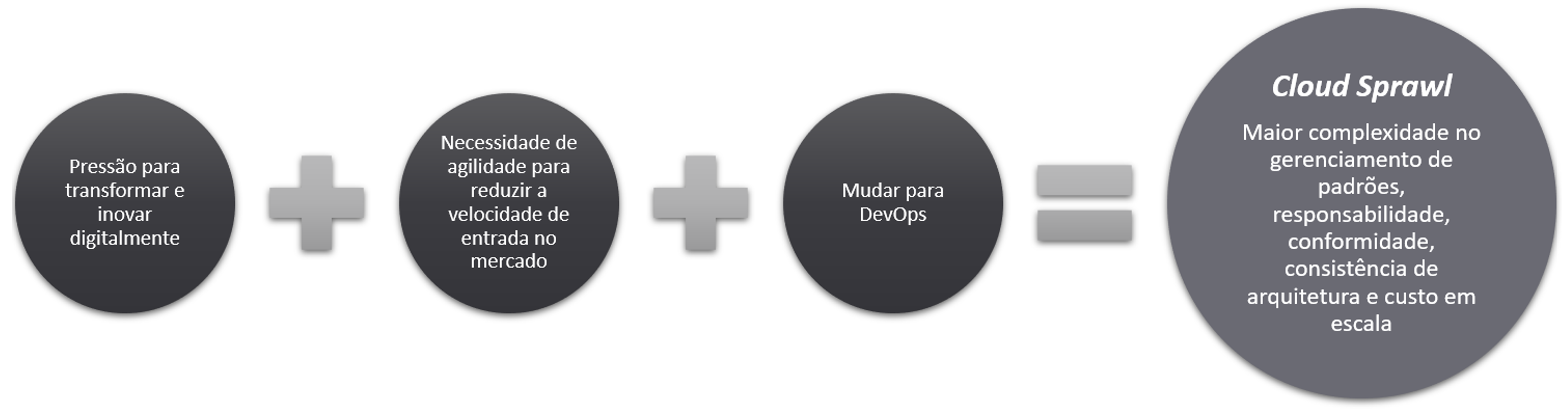 Pressão para
transformar e
inovar
digitalmente
Necessidade de
agilidade para
reduzir a
velocidade de
entrada no
mercado
Mudar para
DevOps
Cloud Sprawl
Maior complexidade no
gerenciamento de
padrões,
responsabilidade,
conformidade,
consistência de
arquitetura e custo em
escala